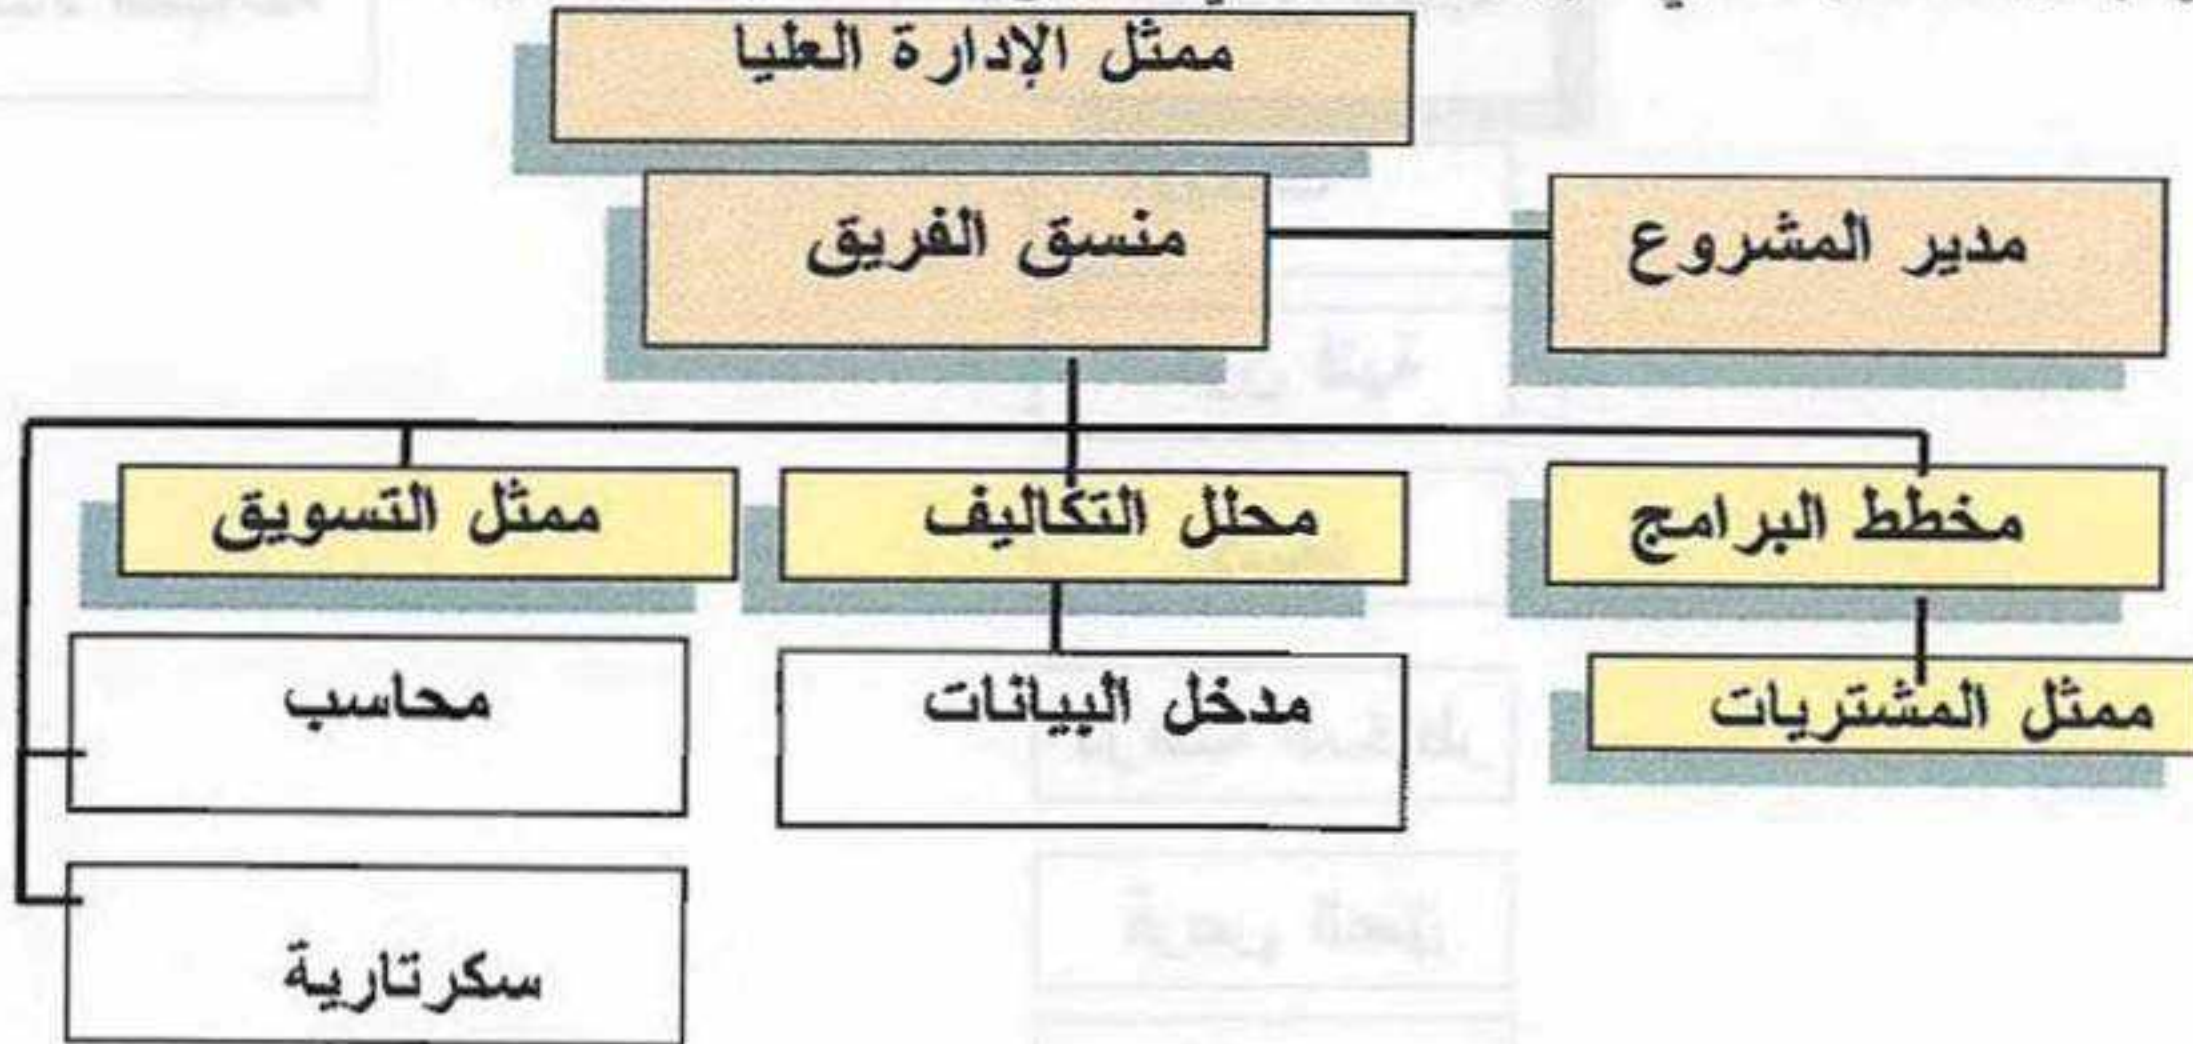 ممثل الإدارة العليا
مدير المشروع
منسق الفريق
مخطط البرامج
محلل التكاليف
ممثل التسويق
ممثل المشتريات
مدخل البيانات
محاسب
سكرتارية